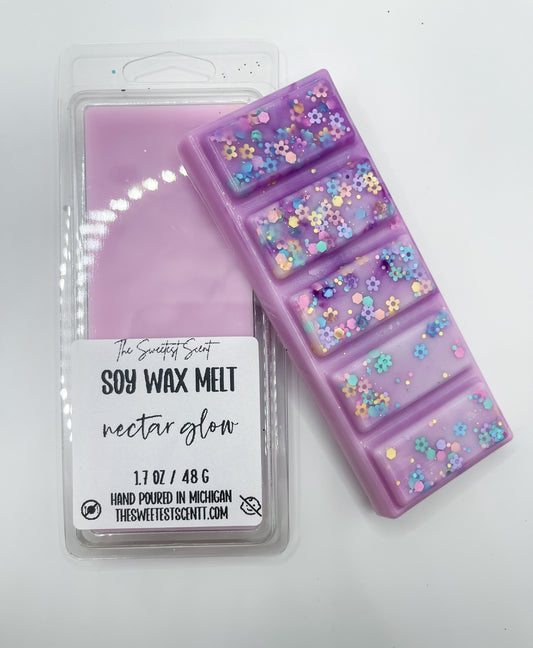 The Sweetest Scent
SOY WAX MELT
nectar glow
1.7 OZ / 48 G
HAND POURED IN MICHIGAN
THESWEETESTSCENTT.COM